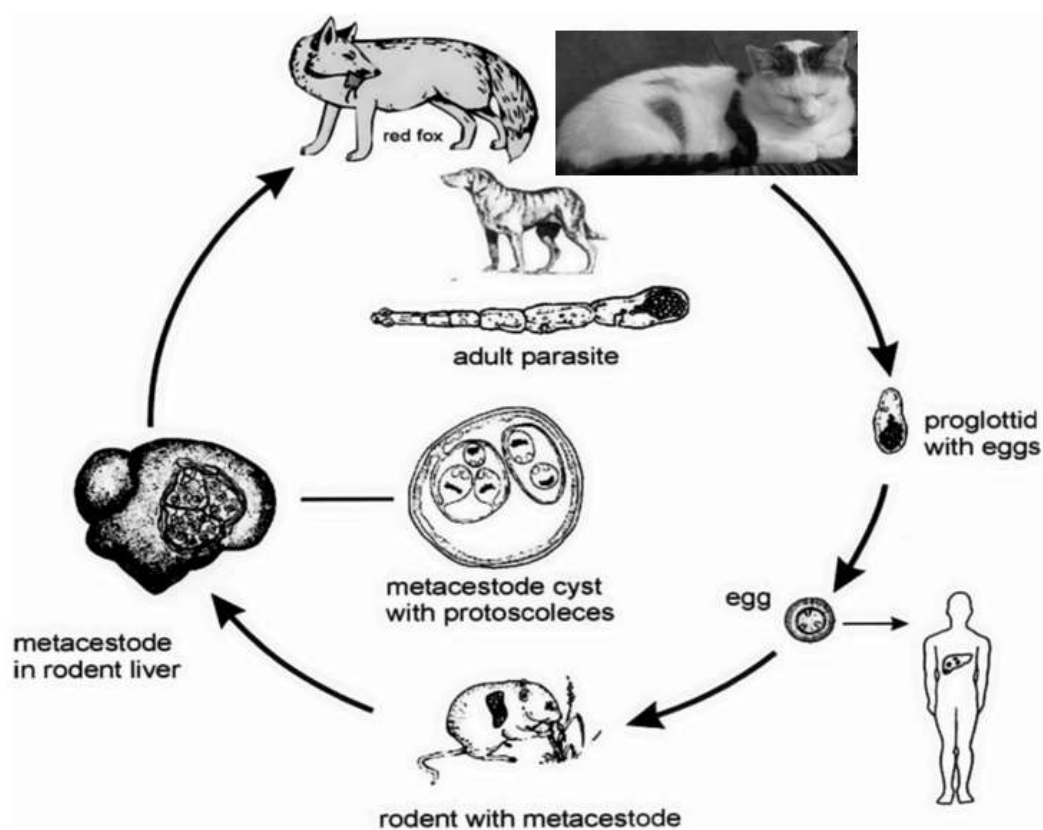 red fox
adult parasite
proglottid
with eggs
metacestode cyst
with protoscoleces
egg
metacestode
in rodent liver
rodent with metacestode